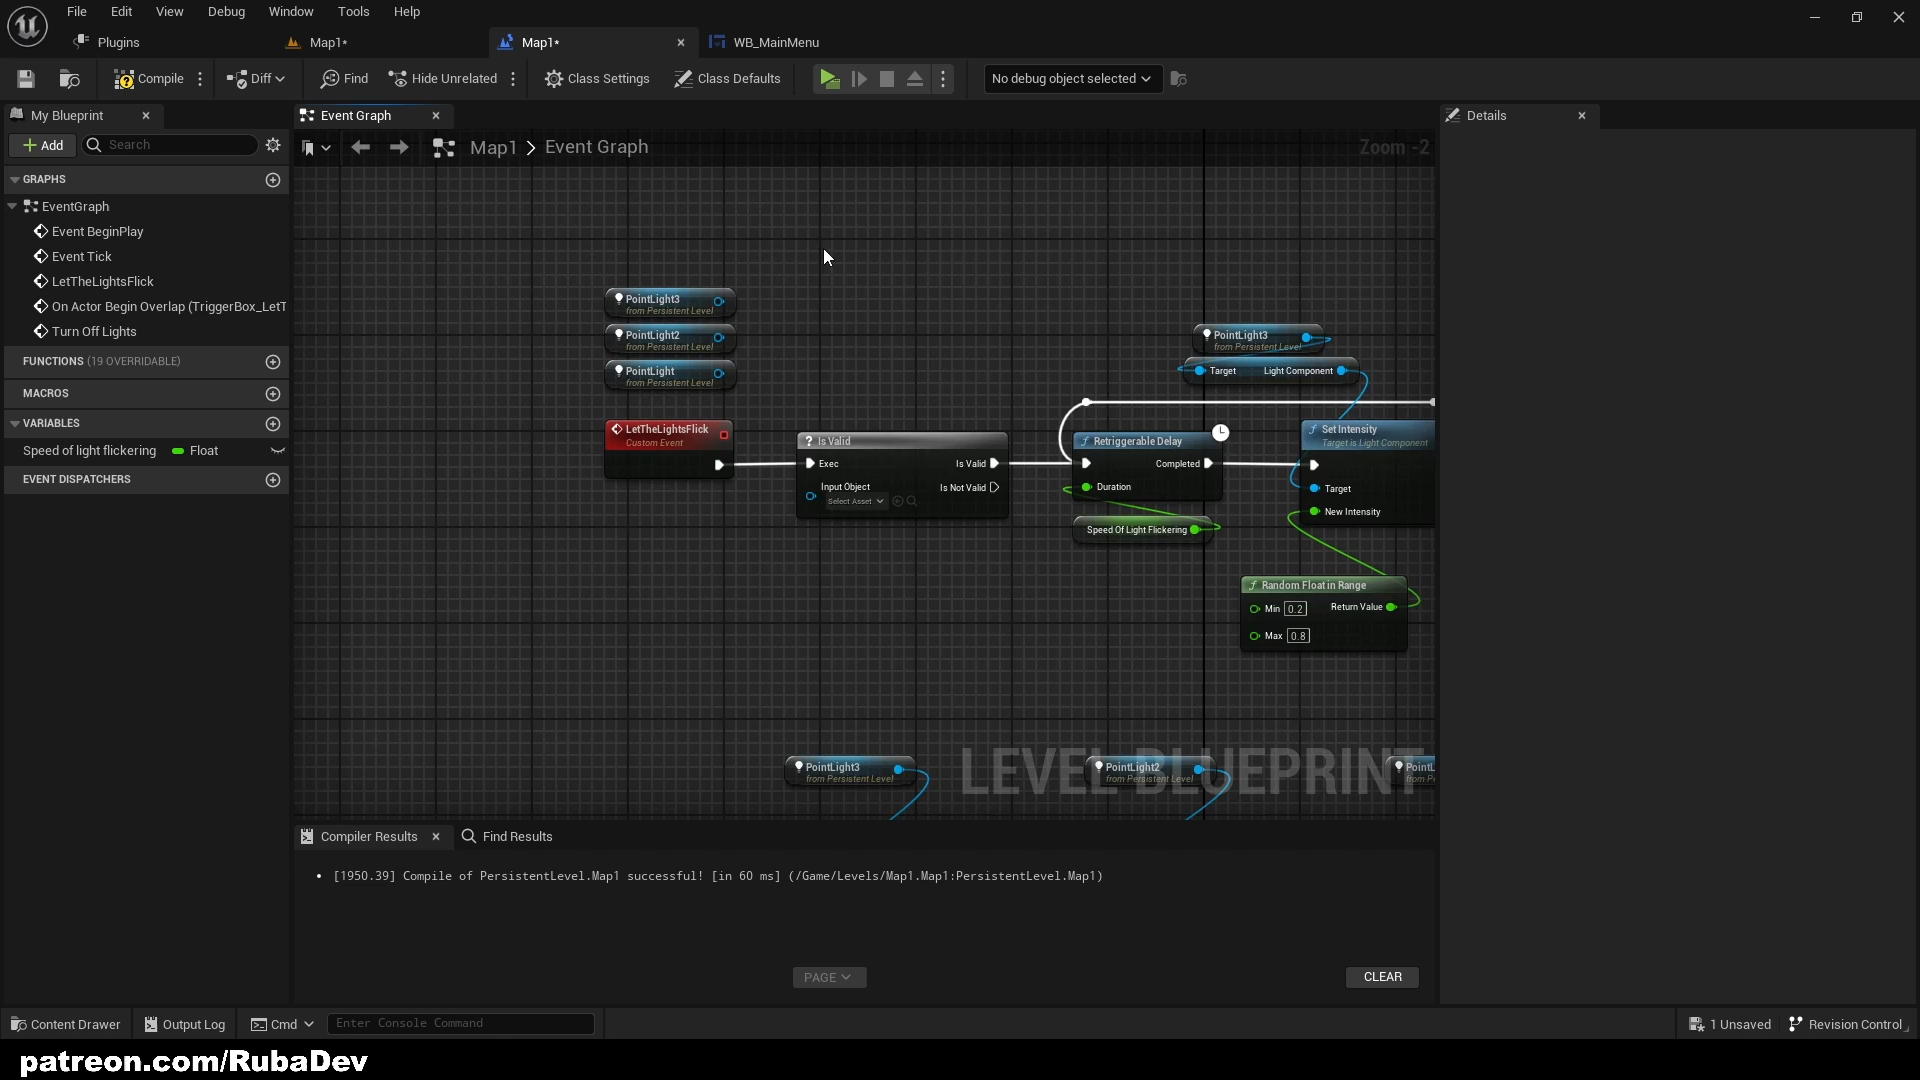 File Edit View Debug Window Tools Help
Plugins
Map1*
Map1*
WB_MainMenu
Compile
Diff
Find
Hide Unrelated
Class Settings
Class Defaults
No debug object selected
My Blueprint
Event Graph
Details
Add
Search
Map1 > Event Graph
Zoom -2
GRAPHS
EventGraph
Event BeginPlay
Event Tick
LetTheLightsFlick
On Actor Begin Overlap (TriggerBox_LetT
Turn Off Lights
FUNCTIONS (19 OVERRIDABLE)
MACROS
VARIABLES
Speed of light flickering Float
EVENT DISPATCHERS
PointLight3
from Persistent Level
PointLight2
from Persistent Level
PointLight
from Persistent Level
LetTheLightsFlick
Custom Event
? Is Valid
Exec Is Valid
Input Object Is Not Valid
Select Asset
PointLight3
from Persistent Level
Target Light Component
f Retriggerable Delay
Completed
Duration
Speed Of Light Flickering
f Set Intensity
Target is Light Component
Target
New Intensity
f Random Float in Range
Min 0.2 Return Value
Max 0.8
PointLight3
from Persistent Level
PointLight2
from Persistent Level
PointL
from P
LEVEL BLUEPRINT
Compiler Results
Find Results
• [1950.39] Compile of PersistentLevel.Map1 successful! [in 60 ms] (/Game/Levels/Map1.Map1:PersistentLevel.Map1)
PAGE
CLEAR
Content Drawer
Output Log
Cmd
Enter Console Command
1 Unsaved
Revision Control
patreon.com/RubaDev